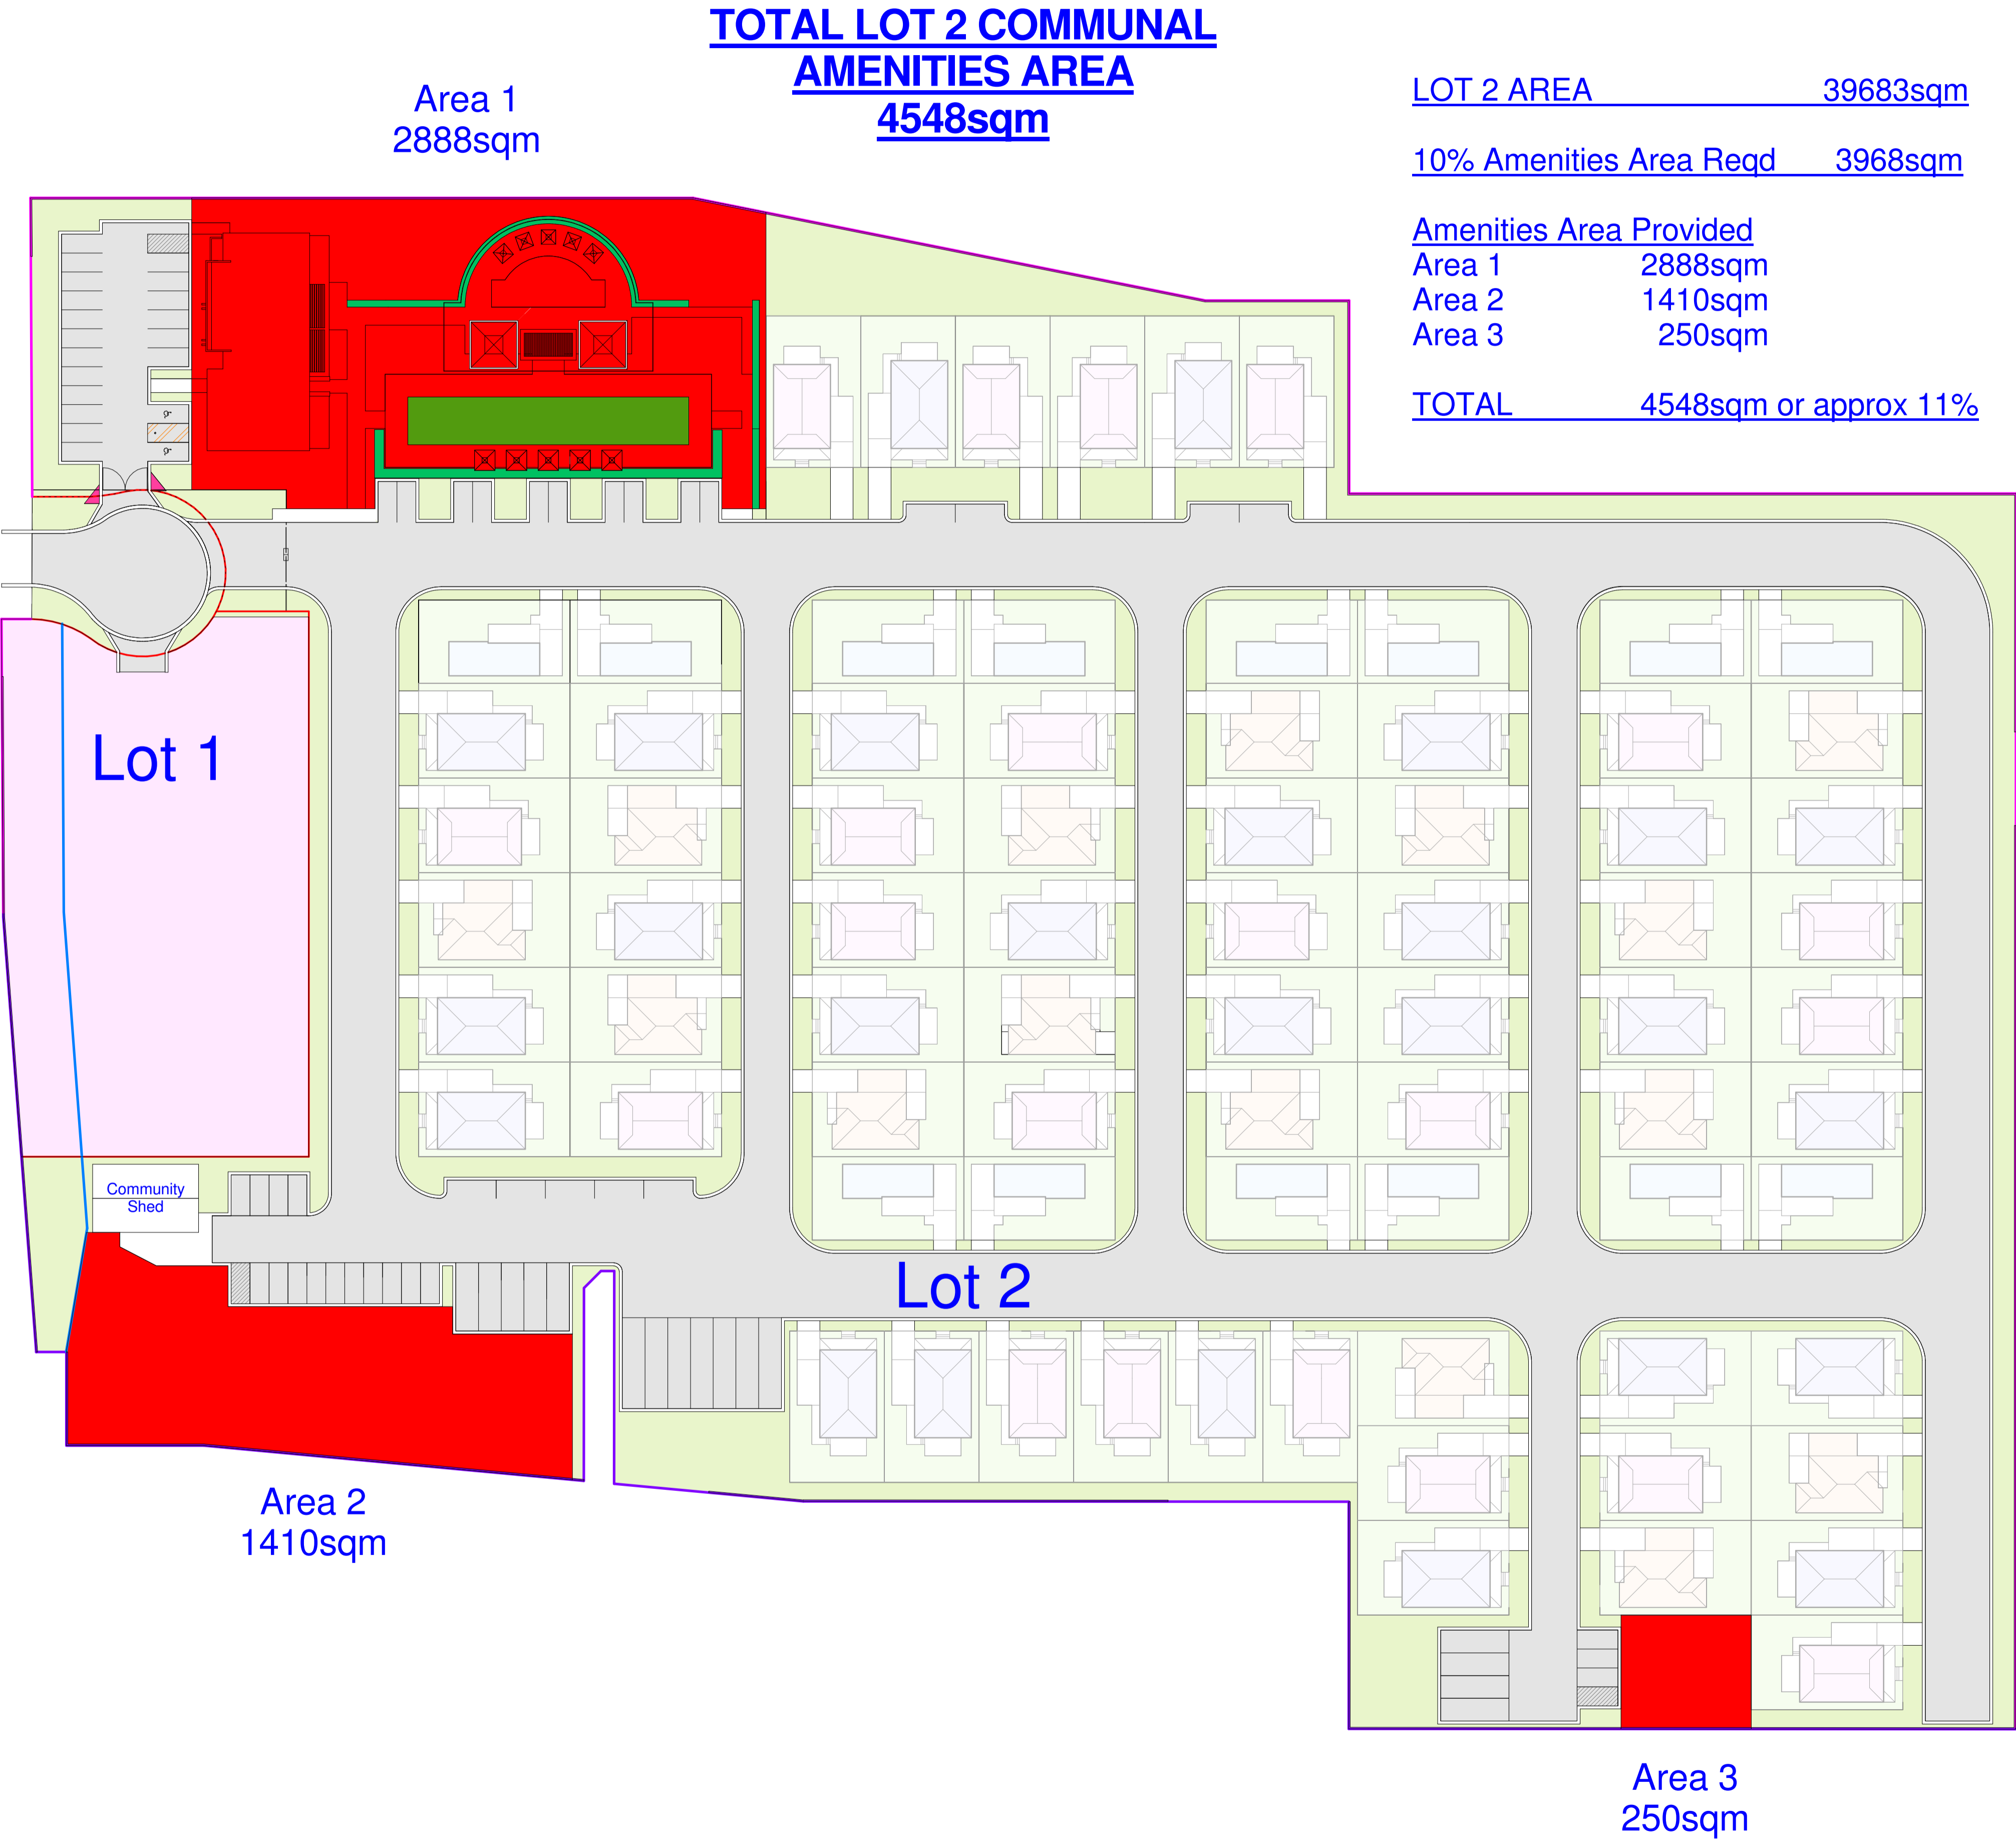 TOTAL LOT 2 COMMUNAL
AMENITIES AREA
4548sqm
Area 1
2888sqm
LOT 2 AREA 39683sqm
10% Amenities Area Reqd 3968sqm
Amenities Area Provided
Area 1 2888sqm
Area 2 1410sqm
Area 3 250sqm
TOTAL 4548sqm or approx 11%
Lot 1
Community
Shed
Lot 2
Area 2
1410sqm
Area 3
250sqm